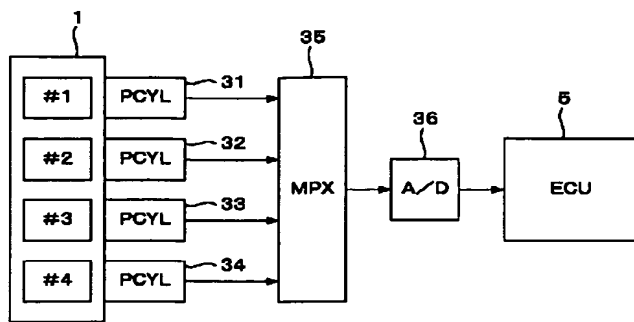 1
35
#1 PCYL 31
#2 PCYL 32
#3 PCYL 33
#4 PCYL 34
MPX
36
A/D
5
ECU